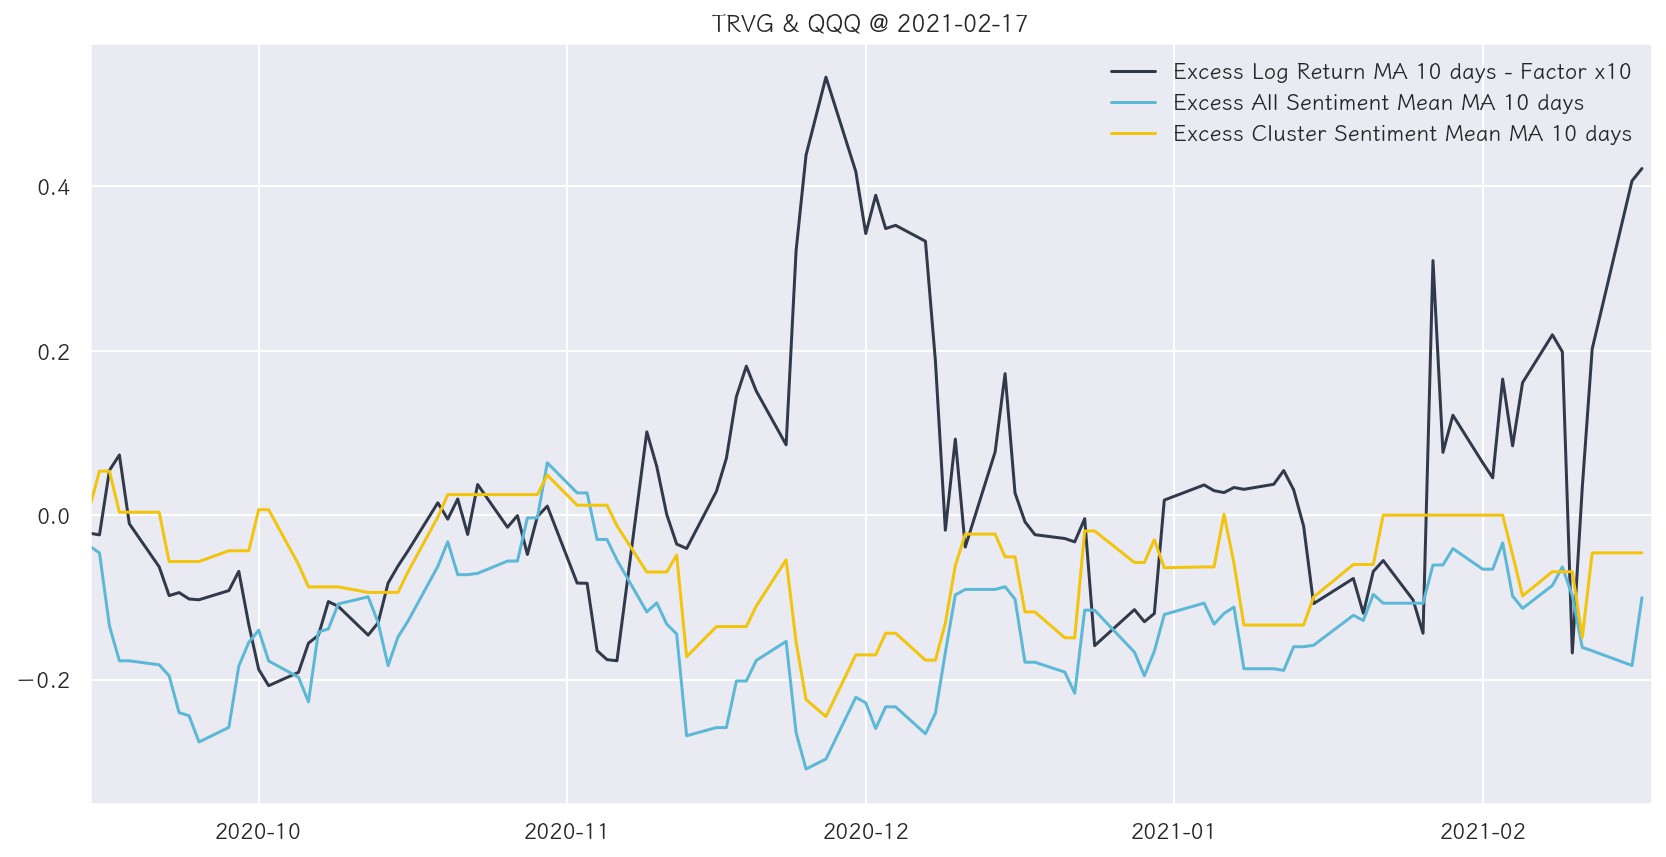 TRVG & QQQ @ 2021-02-17
Excess Log Return MA 10 days - Factor x10
Excess All Sentiment Mean MA 10 days
Excess Cluster Sentiment Mean MA 10 days
0.4
0.2
0.0
−0.2
2020-10 2020-11 2020-12 2021-01 2021-02